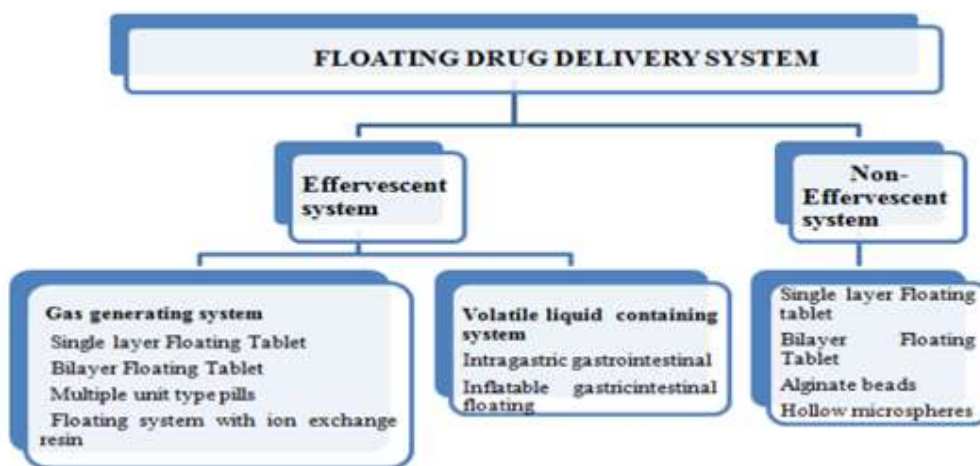 FLOATING DRUG DELIVERY SYSTEM
Effervescent
system
Non-
Effervescent
system
Gas generating system
Single layer Floating Tablet
Bilayer Floating Tablet
Multiple unit type pills
Floating system with ion exchange
resin
Volatile liquid containing
system
Intragastric gastrointestinal
Inflatable gastricintestinal
floating
Single layer Floating
tablet
Bilayer Floating
Tablet
Alginate beads
Hollow microspheres